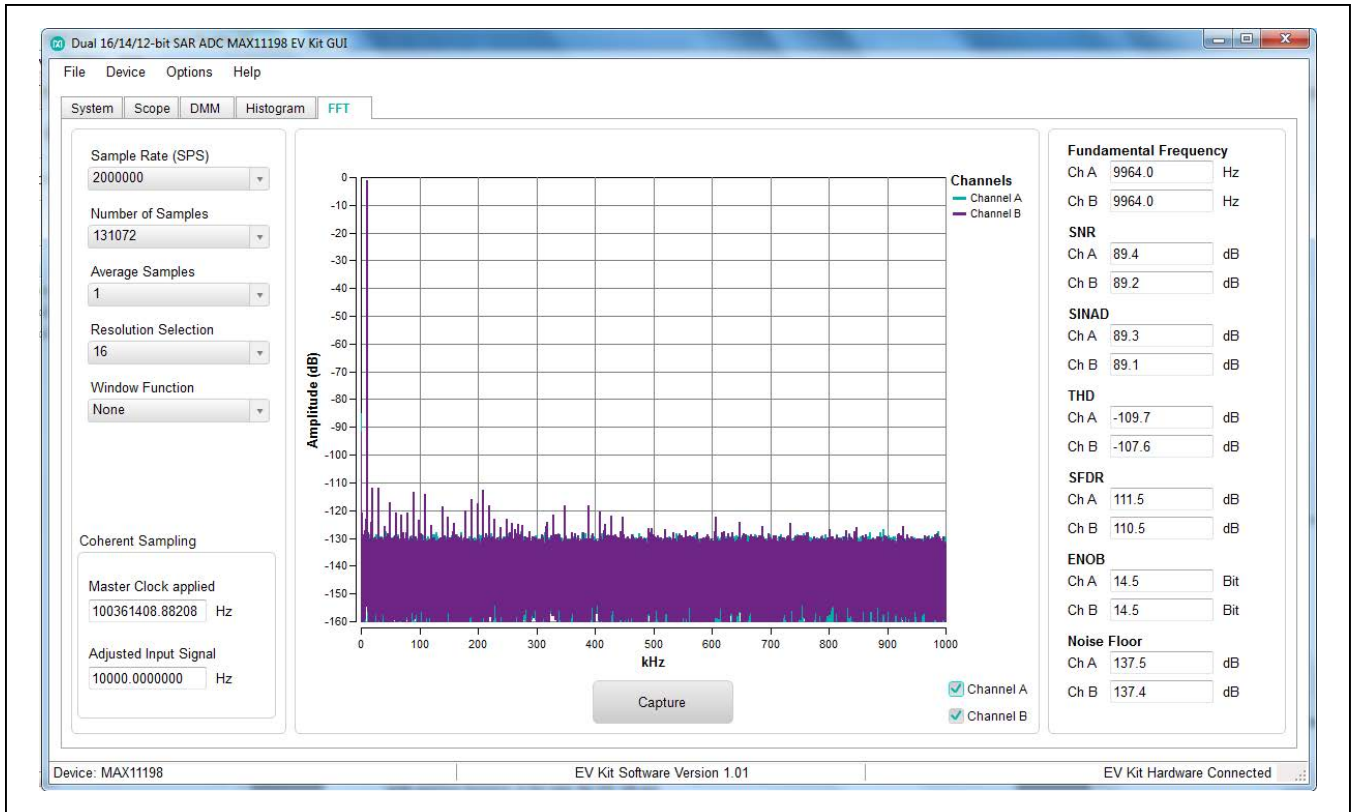 Dual 16/14/12-bit SAR ADC MAX11198 EV Kit GUI
File Device Options Help
System Scope DMM Histogram FFT
Sample Rate (SPS)
2000000
Number of Samples
131072
Average Samples
1
Resolution Selection
16
Window Function
None
Coherent Sampling
Master Clock applied
100361408.88208 Hz
Adjusted Input Signal
10000.0000000 Hz
Amplitude (dB)
0
-10
-20
-30
-40
-50
-60
-70
-80
-90
-100
-110
-120
-130
-140
-150
-160
0 100 200 300 400 500 600 700 800 900 1000
kHz
Channels
Channel A
Channel B
Capture
Channel A
Channel B
Fundamental Frequency
Ch A 9964.0 Hz
Ch B 9964.0 Hz
SNR
Ch A 89.4 dB
Ch B 89.2 dB
SINAD
Ch A 89.3 dB
Ch B 89.1 dB
THD
Ch A -109.7 dB
Ch B -107.6 dB
SFDR
Ch A 111.5 dB
Ch B 110.5 dB
ENOB
Ch A 14.5 Bit
Ch B 14.5 Bit
Noise Floor
Ch A 137.5 dB
Ch B 137.4 dB
Device: MAX11198
EV Kit Software Version 1.01
EV Kit Hardware Connected